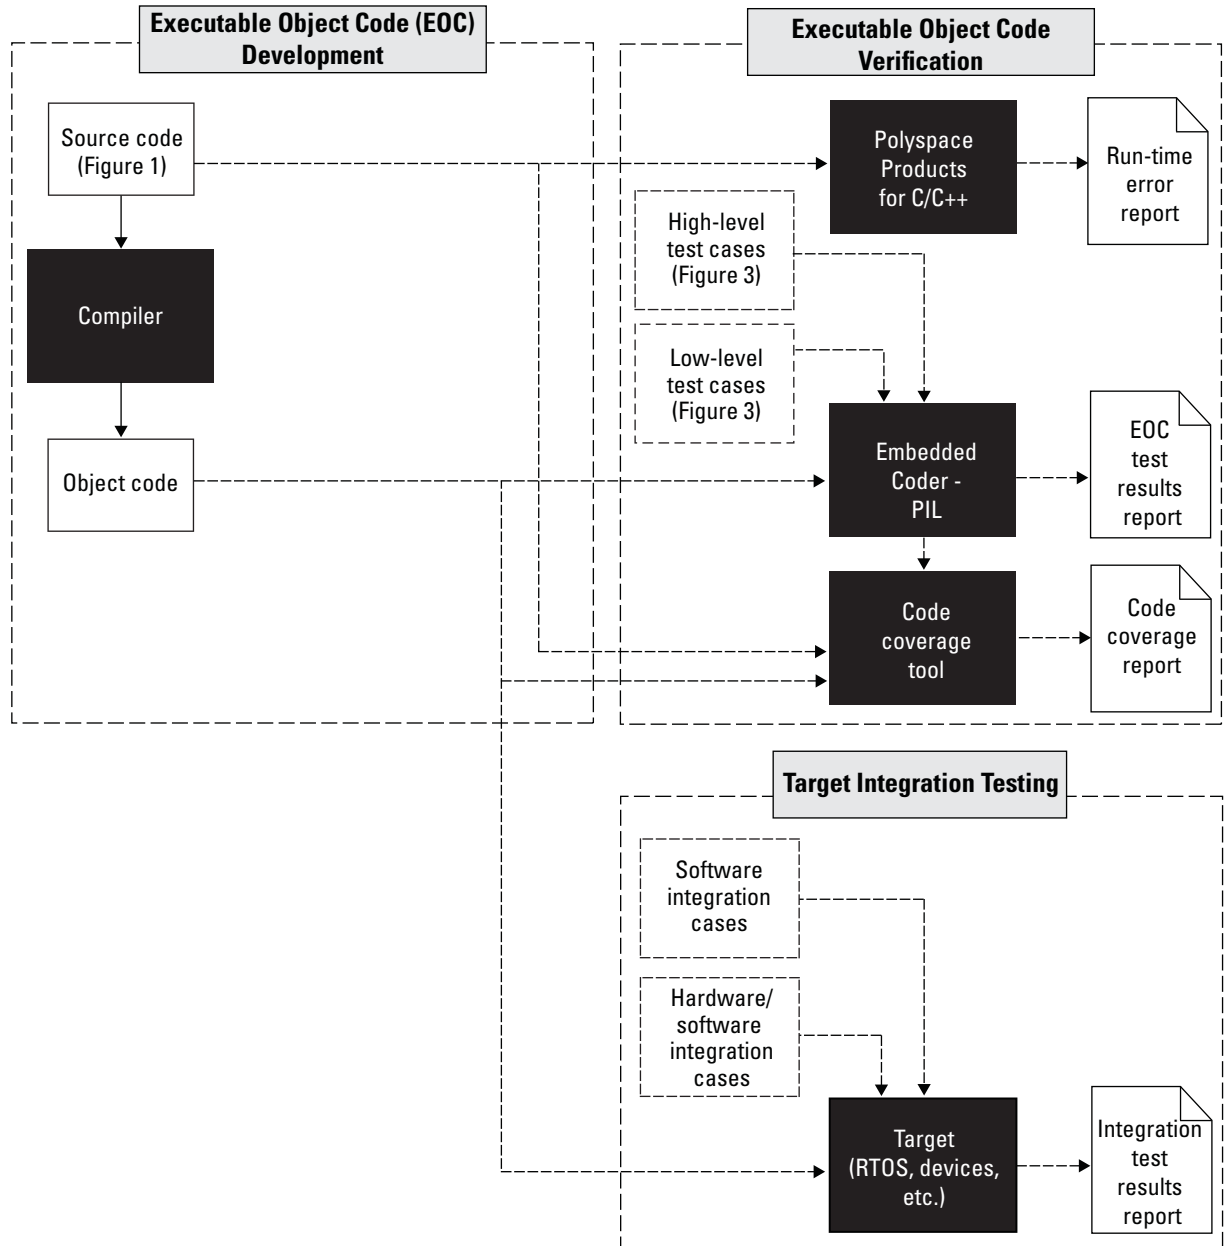 Executable Object Code (EOC)
Development
Source code
(Figure 1)
Compiler
Object code
Executable Object Code
Verification
Polyspace
Products
for C/C++
Run-time
error
report
High-level
test cases
(Figure 3)
Low-level
test cases
(Figure 3)
Embedded
Coder -
PIL
EOC
test
results
report
Code
coverage
tool
Code
coverage
report
Target Integration Testing
Software
integration
cases
Hardware/
software
integration
cases
Target
(RTOS, devices,
etc.)
Integration
test
results
report